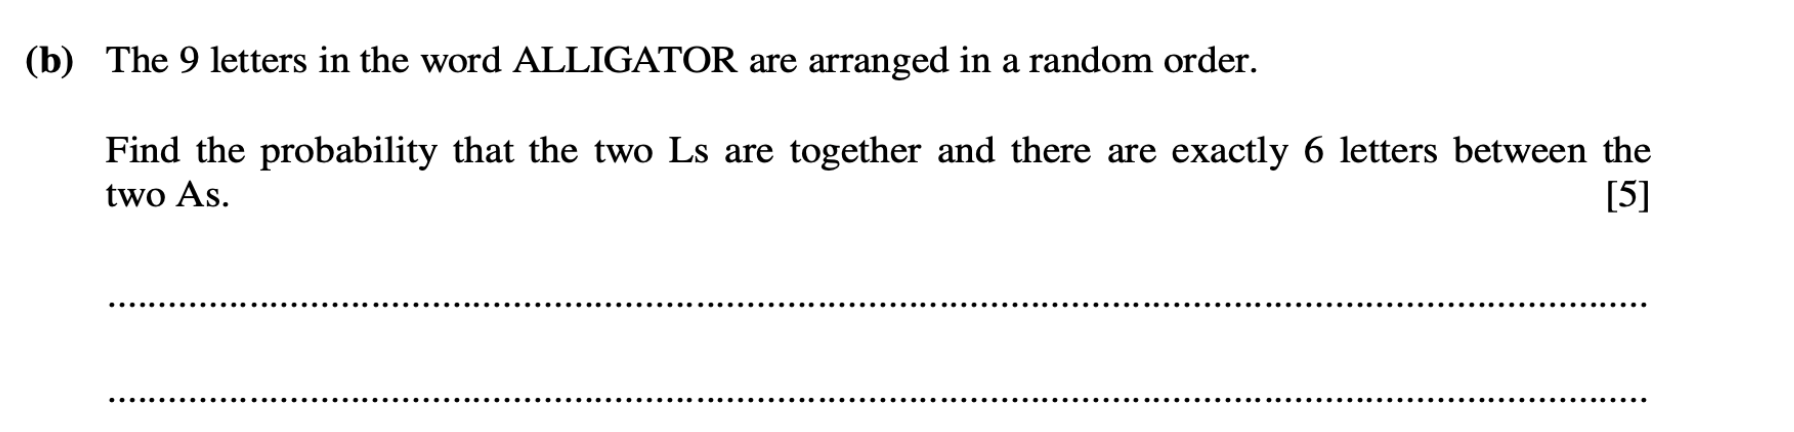 (b) The 9 letters in the word ALLIGATOR are arranged in a random order.
Find the probability that the two Ls are together and there are exactly 6 letters between the
two As. [5]